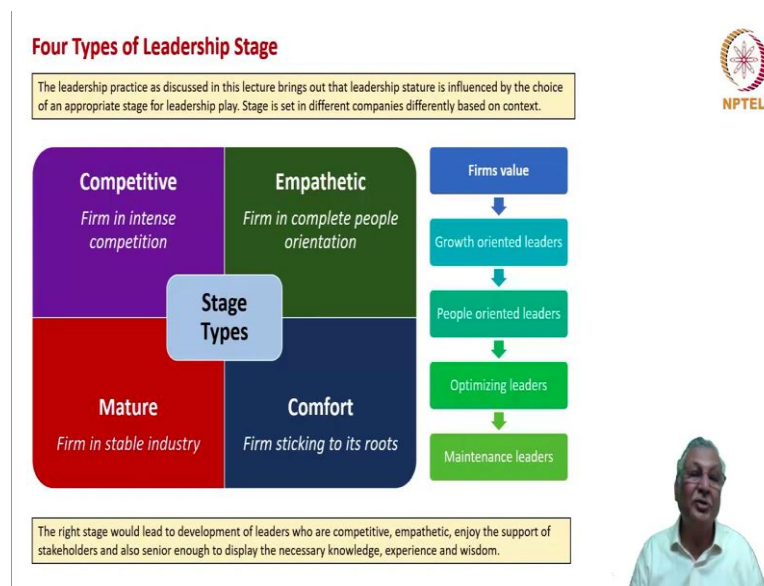 Four Types of Leadership Stage
The leadership practice as discussed in this lecture brings out that leadership stature is influenced by the choice
of an appropriate stage for leadership play. Stage is set in different companies differently based on context.
NPTEL
Competitive
Firm in intense
competition
Empathetic
Firm in complete people
orientation
Stage
Types
Mature
Firm in stable industry
Comfort
Firm sticking to its roots
Firms value
Growth oriented leaders
People oriented leaders
Optimizing leaders
Maintenance leaders
The right stage would lead to development of leaders who are competitive, empathetic, enjoy the support of
stakeholders and also senior enough to display the necessary knowledge, experience and wisdom.